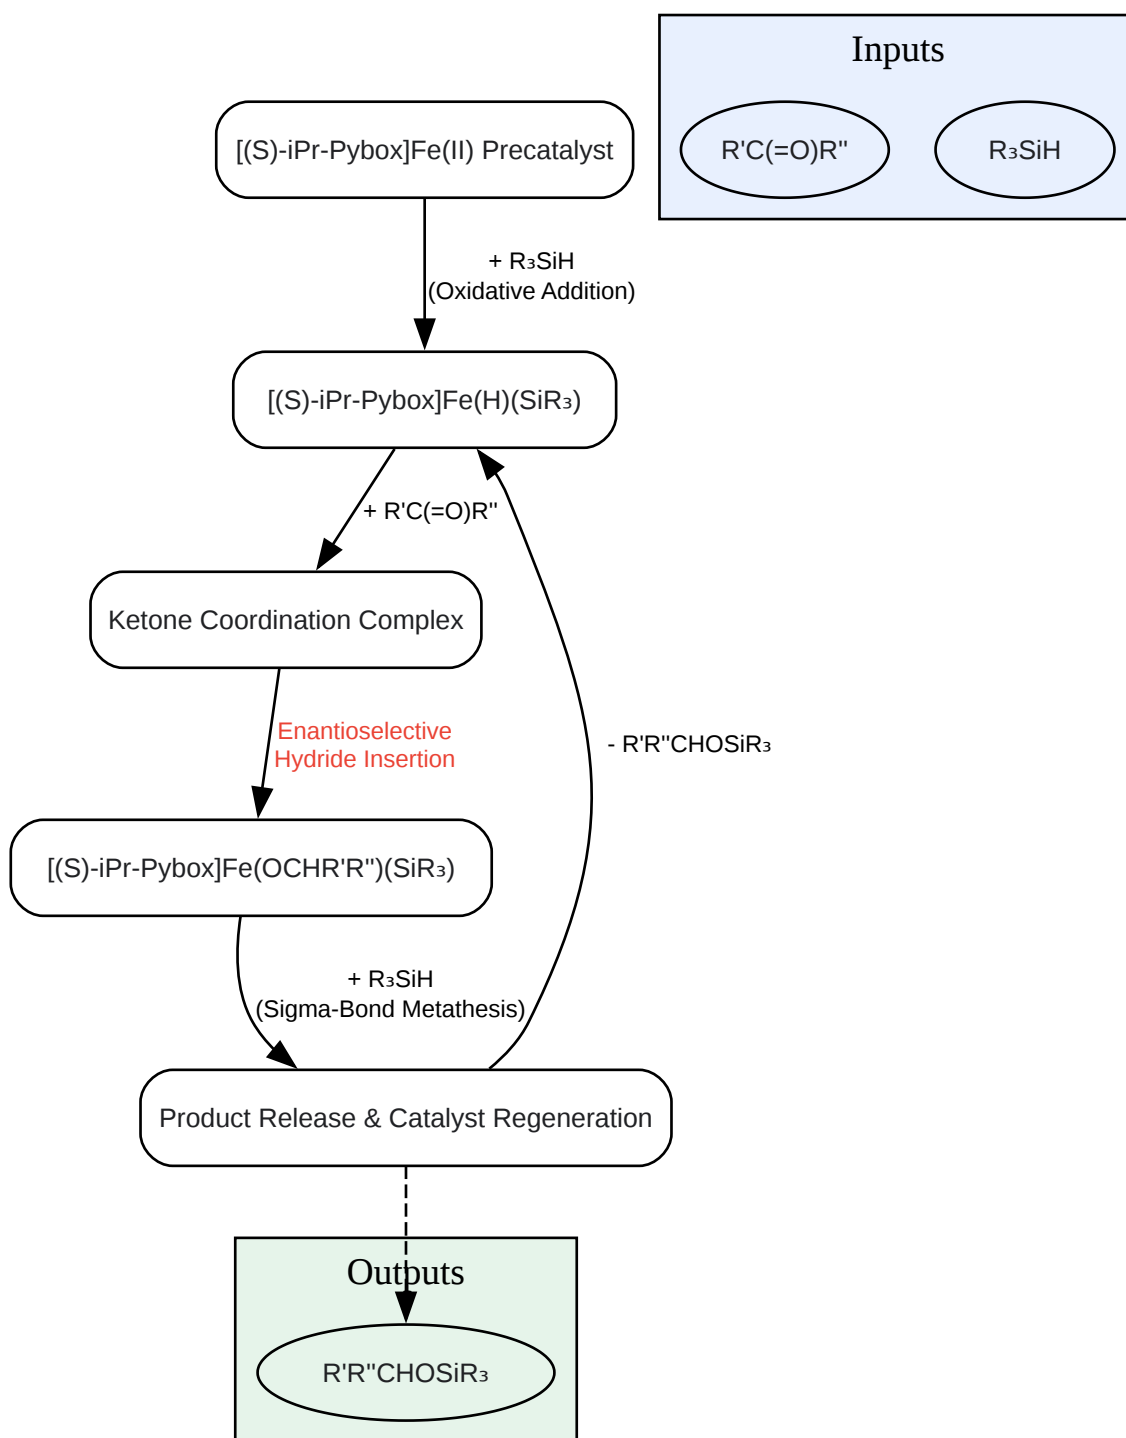 Inputs
[(S)-iPr-Pybox]Fe(II) Precatalyst
R'C(=O)R"
R₃SiH
+ R₃SiH
(Oxidative Addition)
[(S)-iPr-Pybox]Fe(H)(SiR₃)
+ R'C(=O)R"
Ketone Coordination Complex
Enantioselective
Hydride Insertion
- R'R"CHOSiR₃
[(S)-iPr-Pybox]Fe(OCHR'R")(SiR₃)
+ R₃SiH
(Sigma-Bond Metathesis)
Product Release & Catalyst Regeneration
Outputs
R'R"CHOSiR₃